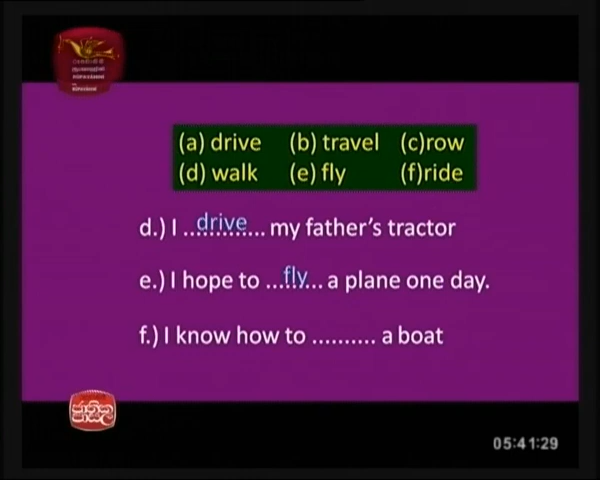 (a) drive (b) travel (c)row
(d) walk (e) fly (f)ride
d.) I ..drive... my father's tractor
e.) I hope to ...fly... a plane one day.
f.) I know how to .......... a boat
ජාතික
පාසල
05:41:29